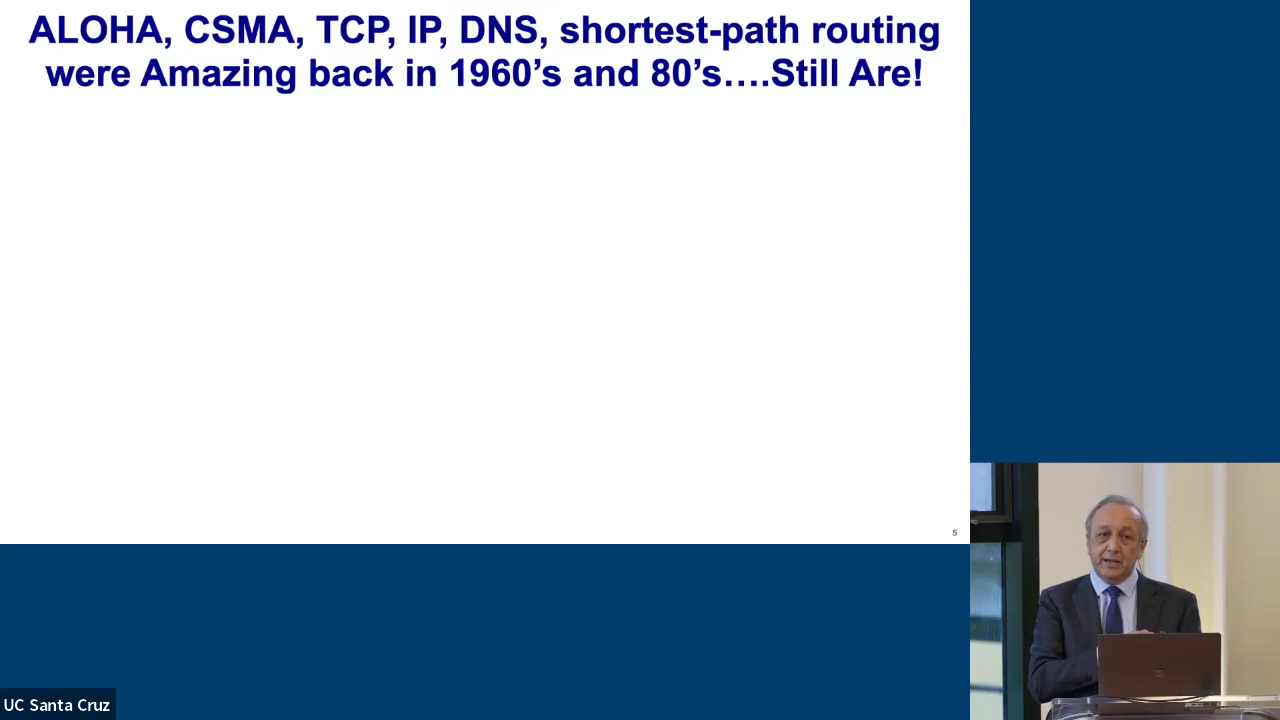 ALOHA, CSMA, TCP, IP, DNS, shortest-path routing
were Amazing back in 1960’s and 80’s….Still Are!
5
UC Santa Cruz